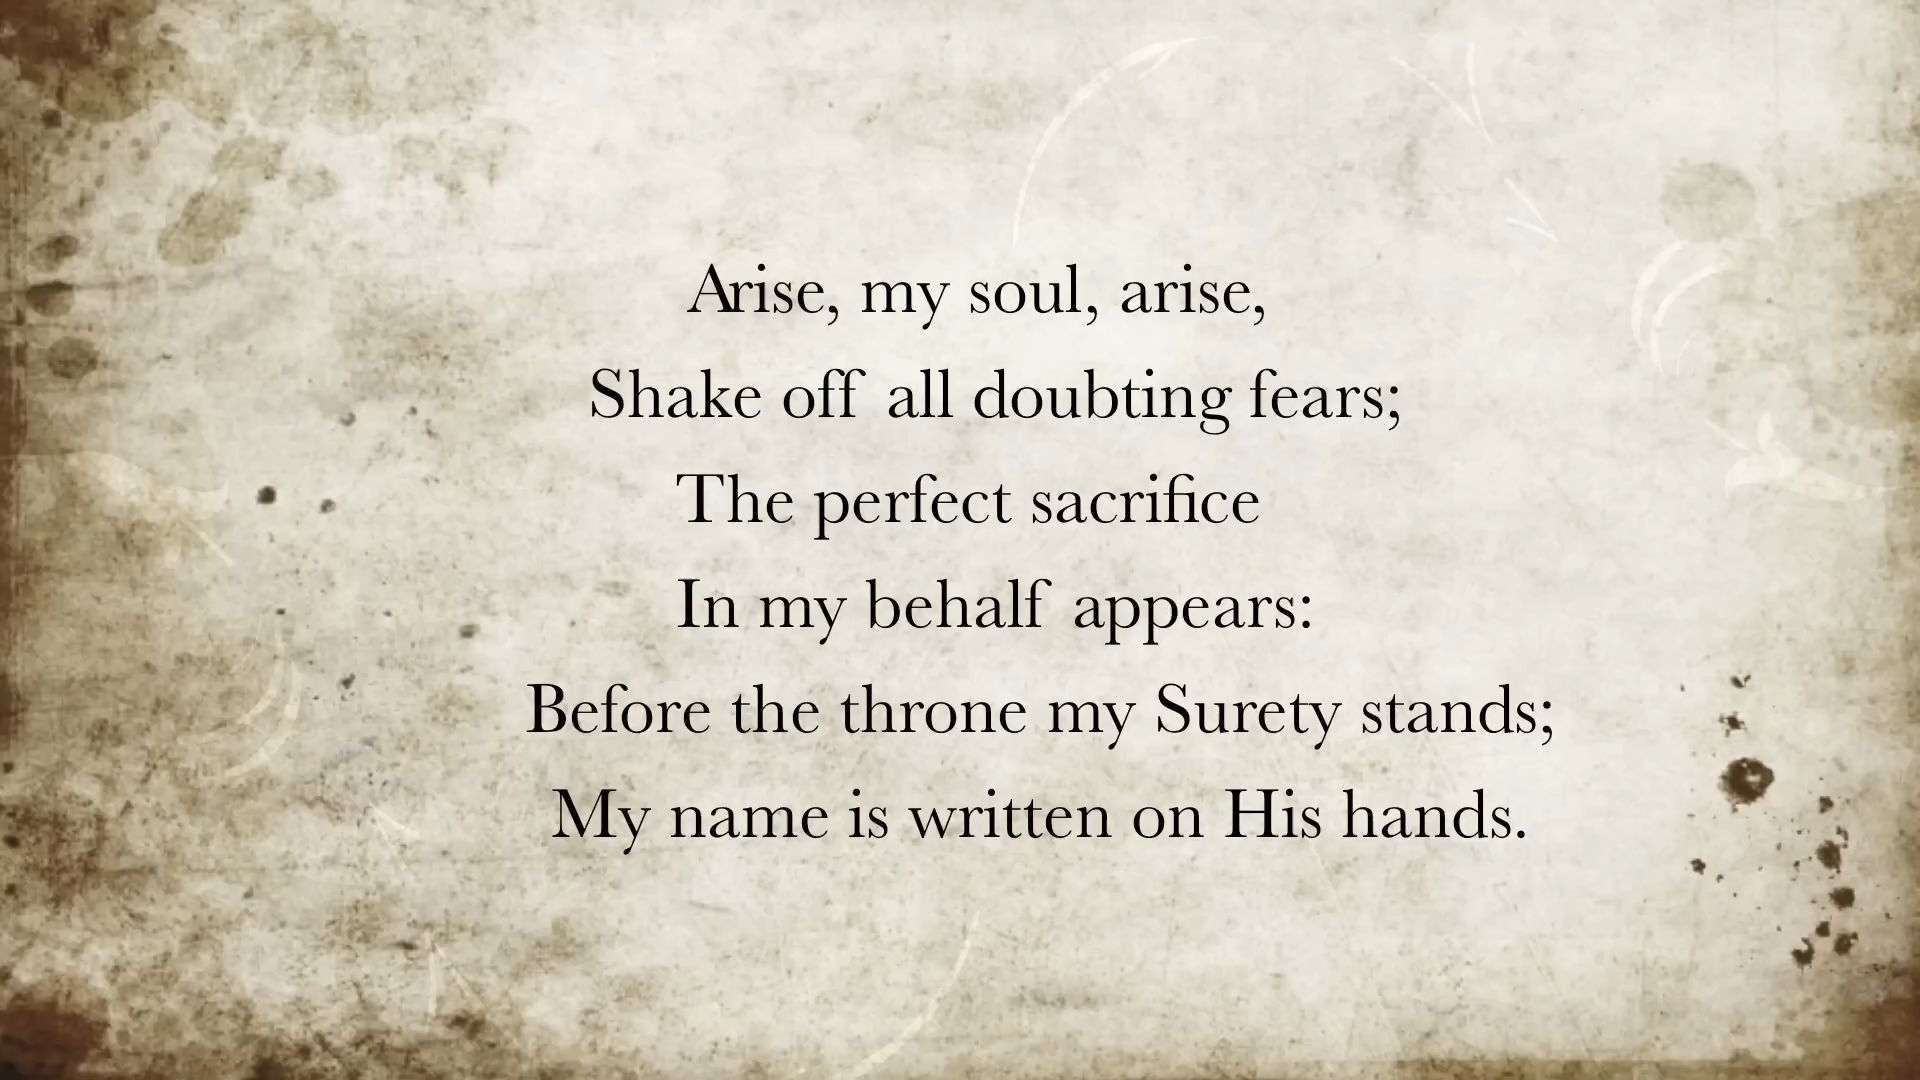 Arise, my soul, arise,
Shake off all doubting fears;
The perfect sacrifice
In my behalf appears:
Before the throne my Surety stands;
My name is written on His hands.